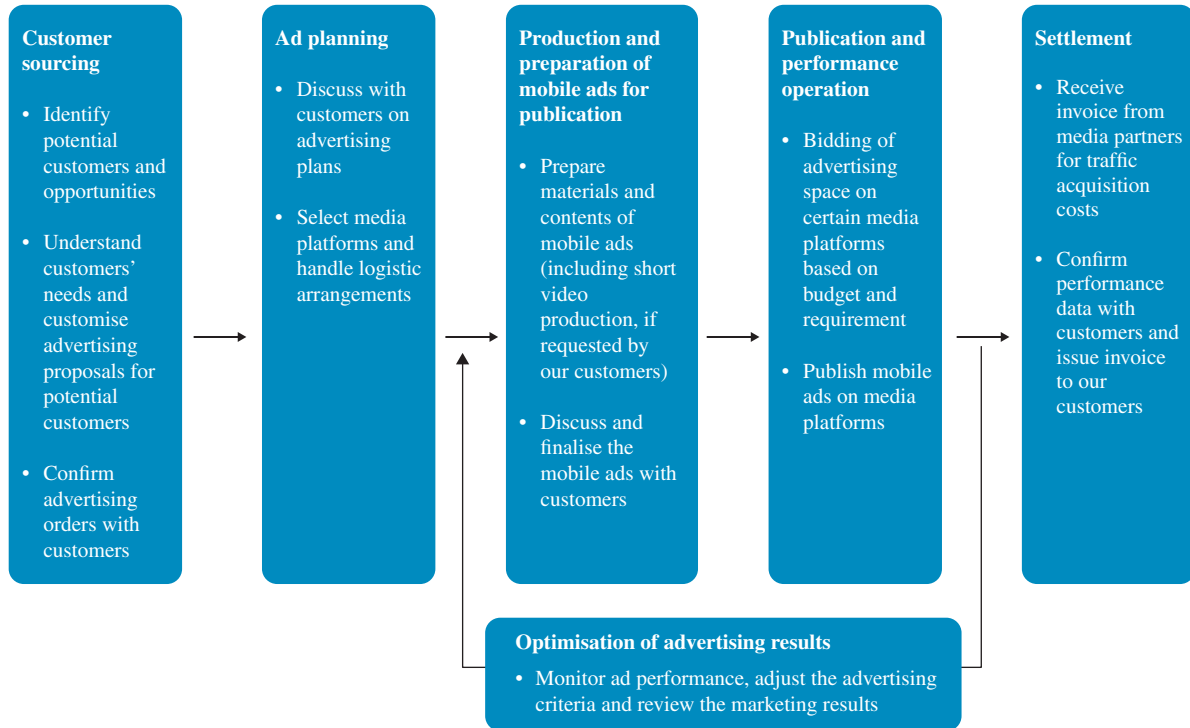 Customer
sourcing
• Identify
potential
customers and
opportunities
• Understand
customers’
needs and
customise
advertising
proposals for
potential
customers
• Confirm
advertising
orders with
customers
Ad planning
• Discuss with
customers on
advertising
plans
• Select media
platforms and
handle logistic
arrangements
Production and
preparation of
mobile ads for
publication
• Prepare
materials and
contents of
mobile ads
(including short
video
production, if
requested by
our customers)
• Discuss and
finalise the
mobile ads with
customers
Publication and
performance
operation
• Bidding of
advertising
space on
certain media
platforms
based on
budget and
requirement
• Publish mobile
ads on media
platforms
Settlement
• Receive
invoice from
media partners
for traffic
acquisition
costs
• Confirm
performance
data with
customers and
issue invoice
to our
customers
Optimisation of advertising results
• Monitor ad performance, adjust the advertising
criteria and review the marketing results